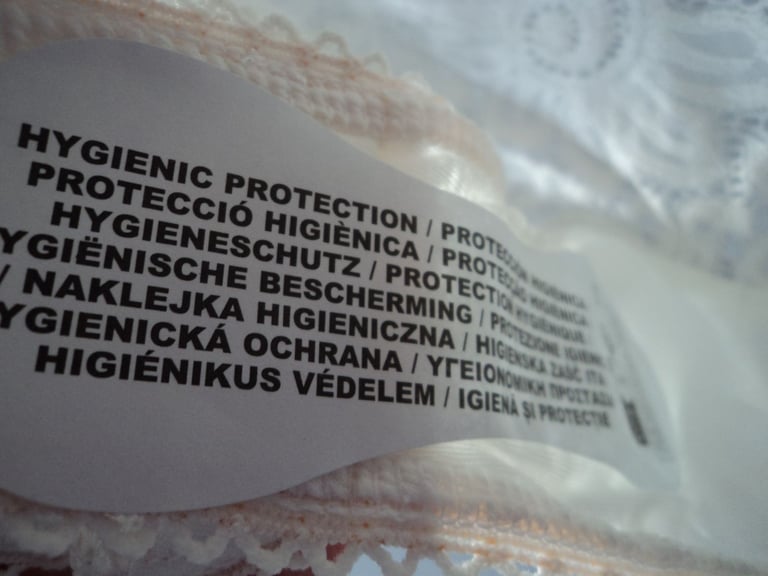 HYGIENIC PROTECTION / PROTECCIÓN HIGIÉNICA
PROTECCIÓ HIGIÈNICA / PROTECÇÃO HIGIÉNICA
HYGIENESCHUTZ / PROTECTION HYGIÉNIQUE
YGIËNISCHE BESCHERMING / PROTEZIONE IGIENI
/ NAKLEJKA HIGIENICZNA / HIGIENSKA ZAŠČITA
YGIENICKÁ OCHRANA / ΥΓΕΙΟΝΟΜΙΚΗ ΠΡΟΣΤΑΣΙΑ
HIGIÉNIKUS VÉDELEM / IGIENĂ ŞI PROTECŢIE